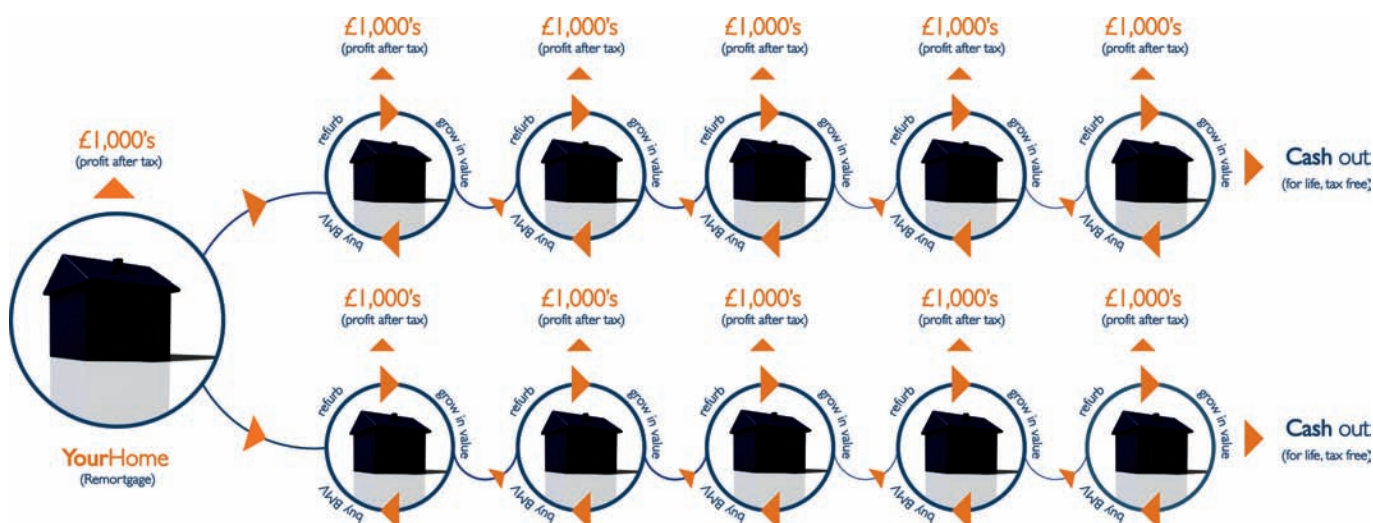 £1,000's
(profit after tax)
£1,000's
(profit after tax)
£1,000's
(profit after tax)
£1,000's
(profit after tax)
£1,000's
(profit after tax)
refurb
grow in value
buy BMV
refurb
grow in value
buy BMV
refurb
grow in value
buy BMV
refurb
grow in value
buy BMV
refurb
grow in value
buy BMV
Cash out
(for life, tax free)
£1,000's
(profit after tax)
YourHome
(Remortgage)
£1,000's
(profit after tax)
£1,000's
(profit after tax)
£1,000's
(profit after tax)
£1,000's
(profit after tax)
£1,000's
(profit after tax)
refurb
grow in value
buy BMV
refurb
grow in value
buy BMV
refurb
grow in value
buy BMV
refurb
grow in value
buy BMV
refurb
grow in value
buy BMV
Cash out
(for life, tax free)